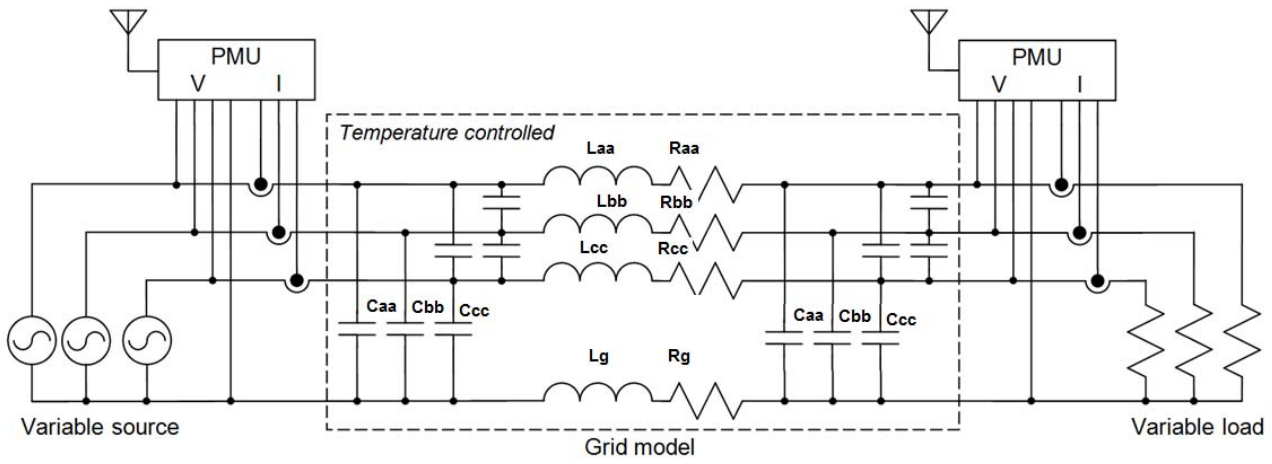 PMU
V I
PMU
V I
Temperature controlled
Laa Raa
Lbb Rbb
Lcc Rcc
Caa Cbb Ccc
Caa Cbb Ccc
Lg Rg
Variable source
Grid model
Variable load